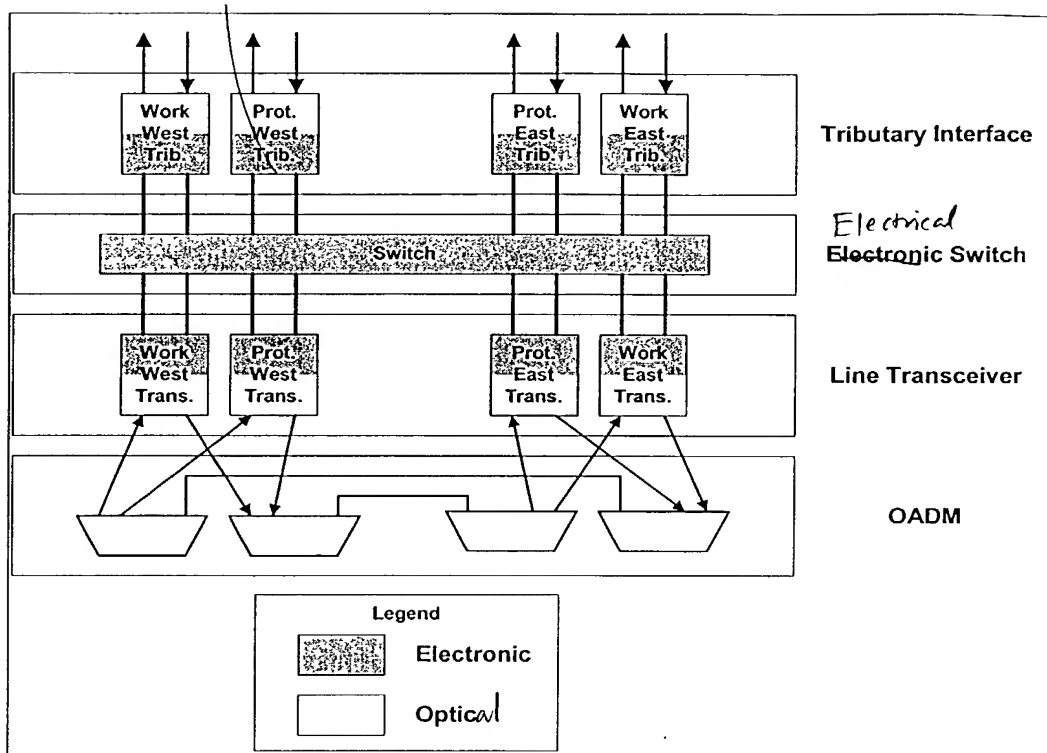 Work West Trib.
Prot. West Trib.
Prot. East Trib.
Work East Trib.
Tributary Interface
Switch
Electrical
Electronic Switch
Work West Trans.
Prot. West Trans.
Prot. East Trans.
Work East Trans.
Line Transceiver
OADM
Legend
Electronic
Optical